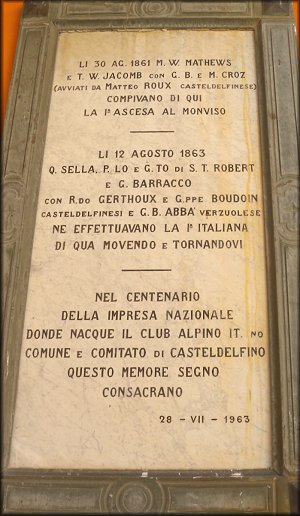 LI 30 AG. 1861 M. W. MATHEWS
E T. W. JACOMB CON G. B. E M. CROZ
(AVVIATI DA MATTEO ROUX CASTELDELFINESE)
COMPIVANO DI QUI
LA Iª ASCESA AL MONVISO
LI 12 AGOSTO 1863
Q. SELLA, P. LO E G. TO DI S. T. ROBERT
E G. BARRACCO
CON R.DO GERTHOUX E G.PPE BOUDOIN
CASTELDELFINESI E G.B. ABBA' VERZUOLESE
NE EFFETTUAVANO LA Iª ITALIANA
DI QUA MOVENDO E TORNANDOVI
NEL CENTENARIO
DELLA IMPRESA NAZIONALE
DONDE NACQUE IL CLUB ALPINO IT. NO
COMUNE E COMITATO DI CASTELDELFINO
QUESTO MEMORE SEGNO
CONSACRANO
28 - VII - 1963